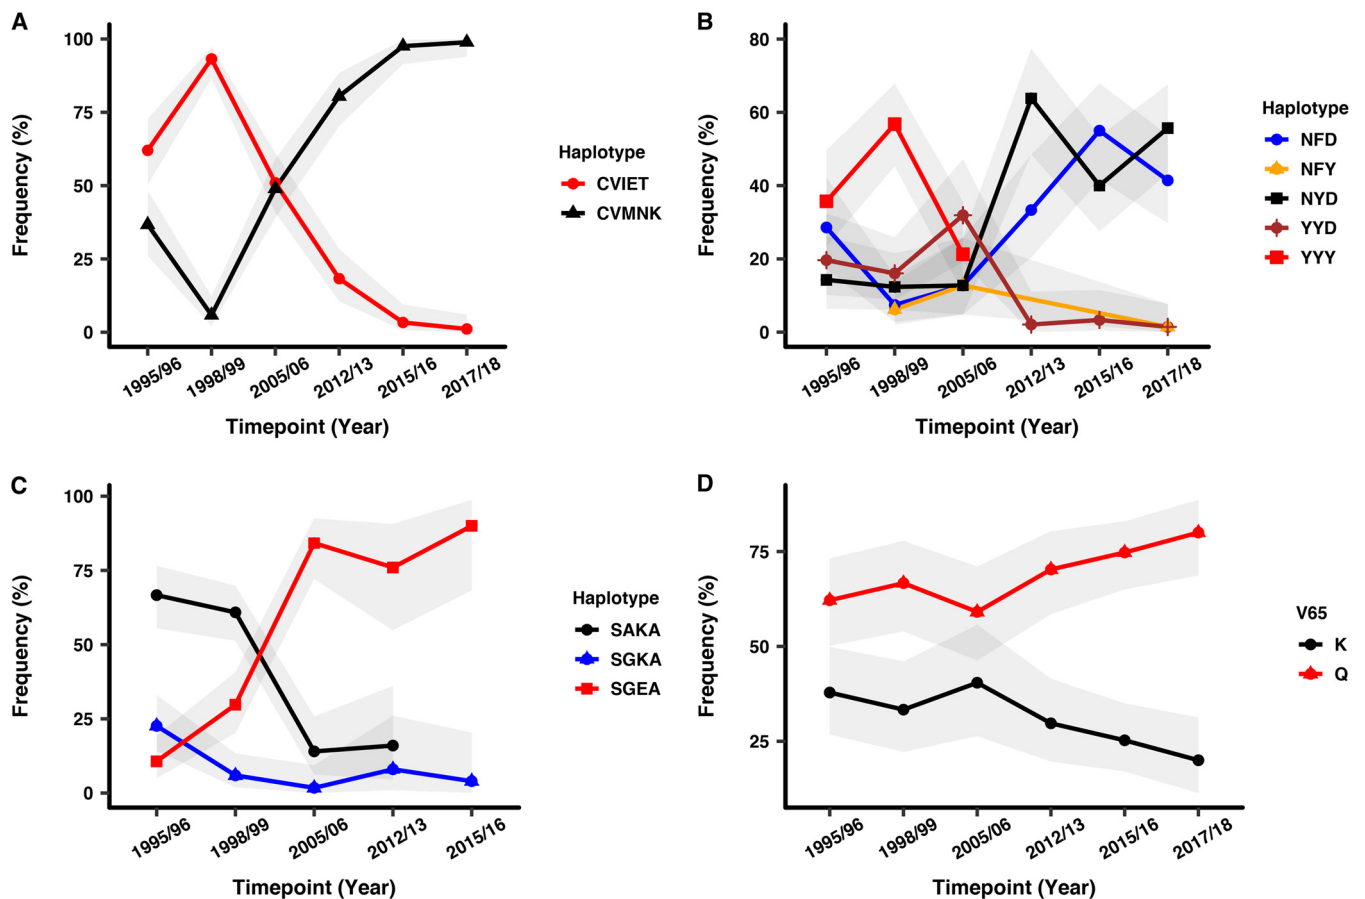 A
100
75
50
25
0
Frequency (%)
1995/96
1998/99
2005/06
2012/13
2015/16
2017/18
Timepoint (Year)
Haplotype
CVIET
CVMNK
B
80
60
40
20
0
Frequency (%)
1995/96
1998/99
2005/06
2012/13
2015/16
2017/18
Timepoint (Year)
Haplotype
NFD
NFY
NYD
YYD
YYY
C
100
75
50
25
0
Frequency (%)
1995/96
1998/99
2005/06
2012/13
2015/16
Timepoint (Year)
Haplotype
SAKA
SGKA
SGEA
D
75
50
25
Frequency (%)
1995/96
1998/99
2005/06
2012/13
2015/16
2017/18
Timepoint (Year)
V65
K
Q